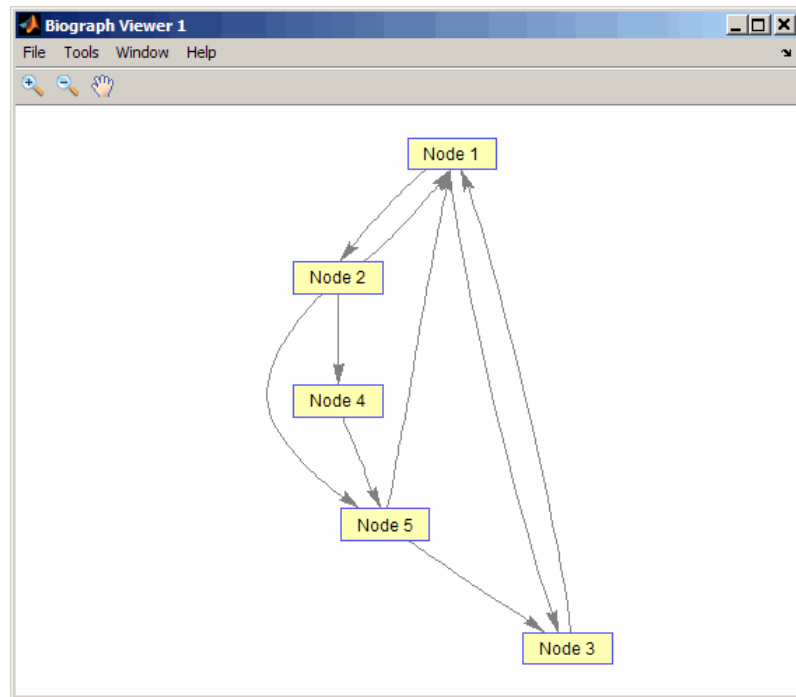 Biograph Viewer 1
File Tools Window Help
Node 1
Node 2
Node 4
Node 5
Node 3